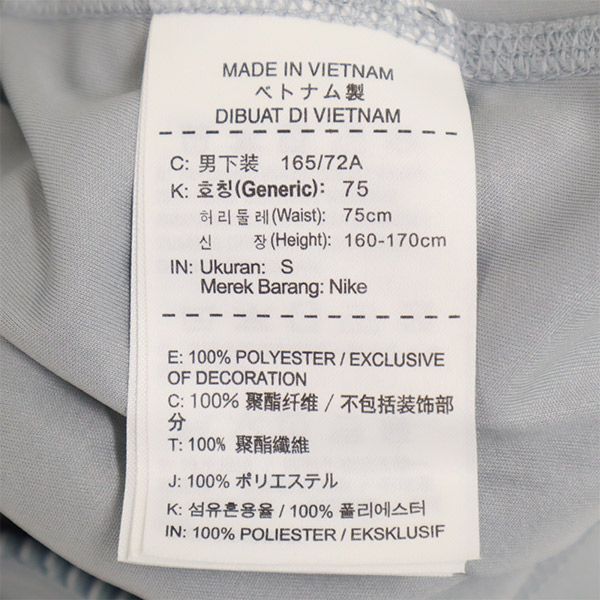 MADE IN VIETNAM
ベトナム製
DIBUAT DI VIETNAM
C: 男下装 165/72A
K: 호칭(Generic): 75
허리둘레(Waist): 75cm
신 장(Height): 160-170cm
IN: Ukuran: S
Merek Barang: Nike
E: 100% POLYESTER / EXCLUSIVE
OF DECORATION
C: 100% 聚酯纤维 / 不包括装饰部
分
T: 100% 聚酯纖維
J: 100% ポリエステル
K: 섬유혼용율 / 100% 폴리에스터
IN: 100% POLIESTER / EKSKLUSIF